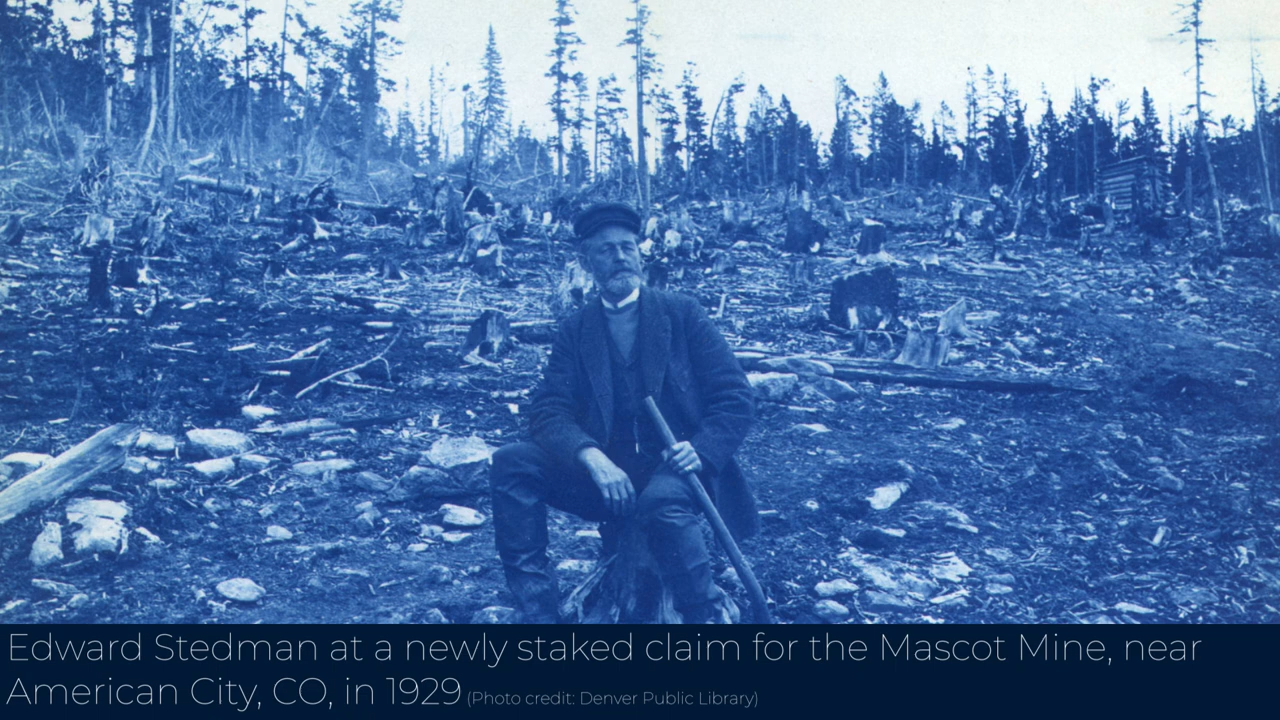 Edward Stedman at a newly staked claim for the Mascot Mine, near
American City, CO, in 1929 (Photo credit: Denver Public Library)